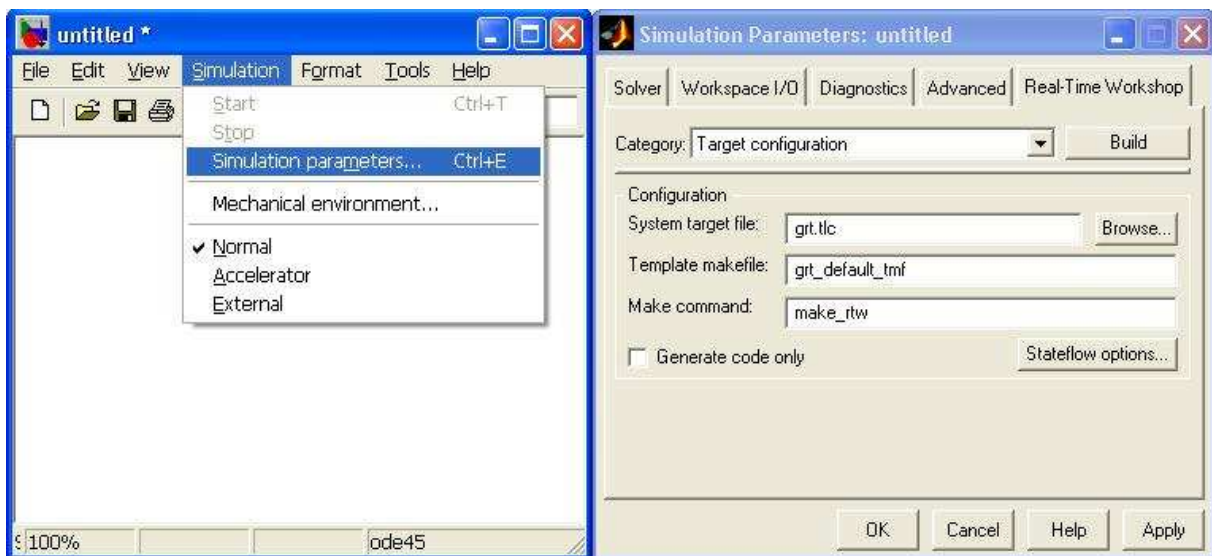 untitled *
File Edit View Simulation Format Tools Help
Start Ctrl+T
Stop
Simulation parameters... Ctrl+E
Mechanical environment...
Normal
Accelerator
External
100% ode45
Simulation Parameters: untitled
Solver Workspace I/O Diagnostics Advanced Real-Time Workshop
Category: Target configuration Build
Configuration
System target file: grt.tlc Browse...
Template makefile: grt_default_tmf
Make command: make_rtw
Generate code only Stateflow options...
OK Cancel Help Apply